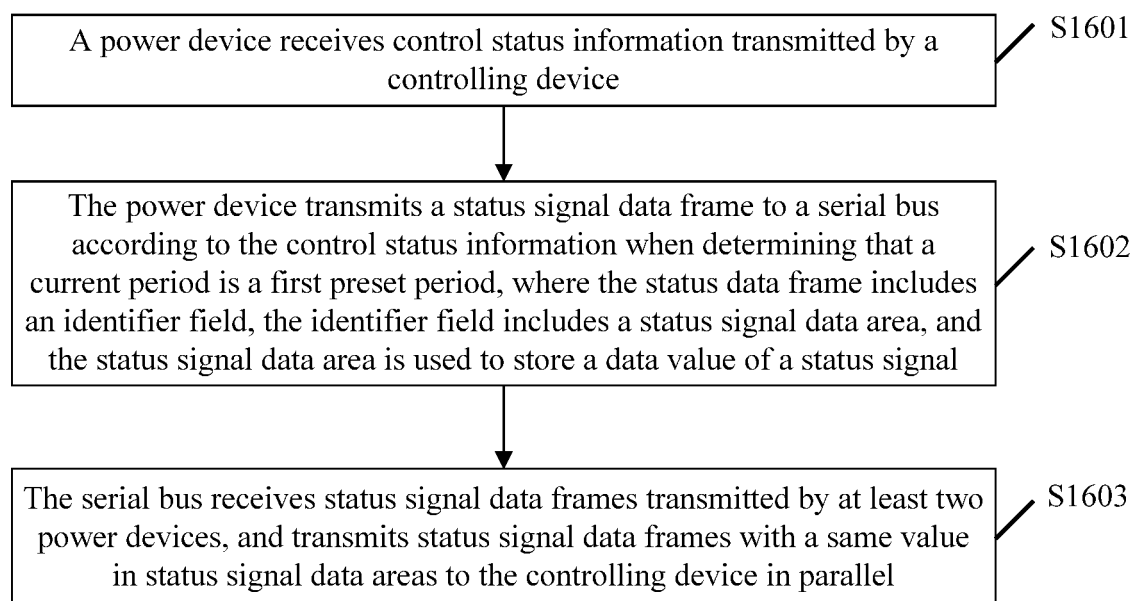 A power device receives control status information transmitted by a
controlling device
S1601
The power device transmits a status signal data frame to a serial bus
according to the control status information when determining that a
current period is a first preset period, where the status data frame includes
an identifier field, the identifier field includes a status signal data area, and
the status signal data area is used to store a data value of a status signal
S1602
The serial bus receives status signal data frames transmitted by at least two
power devices, and transmits status signal data frames with a same value
in status signal data areas to the controlling device in parallel
S1603